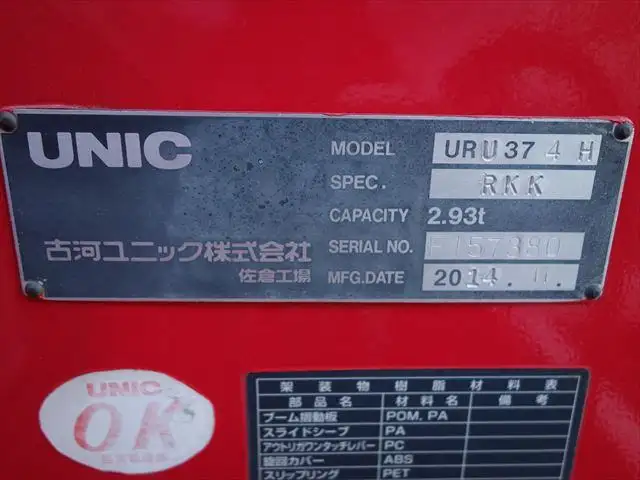 UNIC
MODEL URU374H
SPEC. RKK
CAPACITY 2.93t
古河ユニック株式会社 SERIAL NO. E157380
佐倉工場 MFG.DATE 2014.11.
UNIC
OK
架装物樹脂材料表
部品名 材料名 備考
ブーム摺動板 POM, PA
スライドシーブ PA
アウトリガワンタッチレバー PC
旋回カバー ABS
スリップリング PET